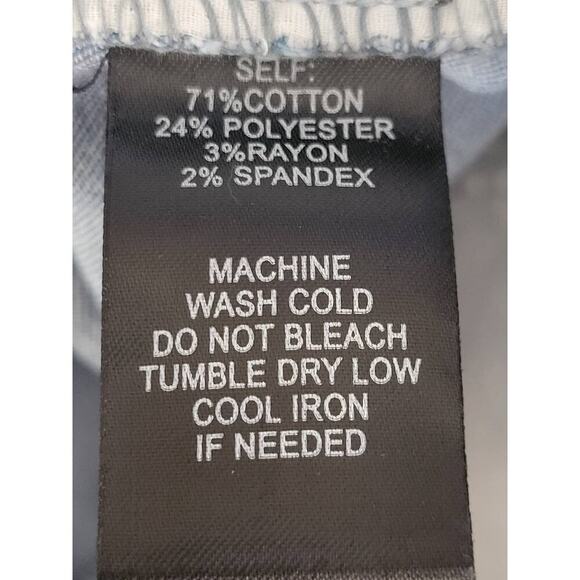 SELF:
71%COTTON
24% POLYESTER
3%RAYON
2% SPANDEX
MACHINE
WASH COLD
DO NOT BLEACH
TUMBLE DRY LOW
COOL IRON
IF NEEDED